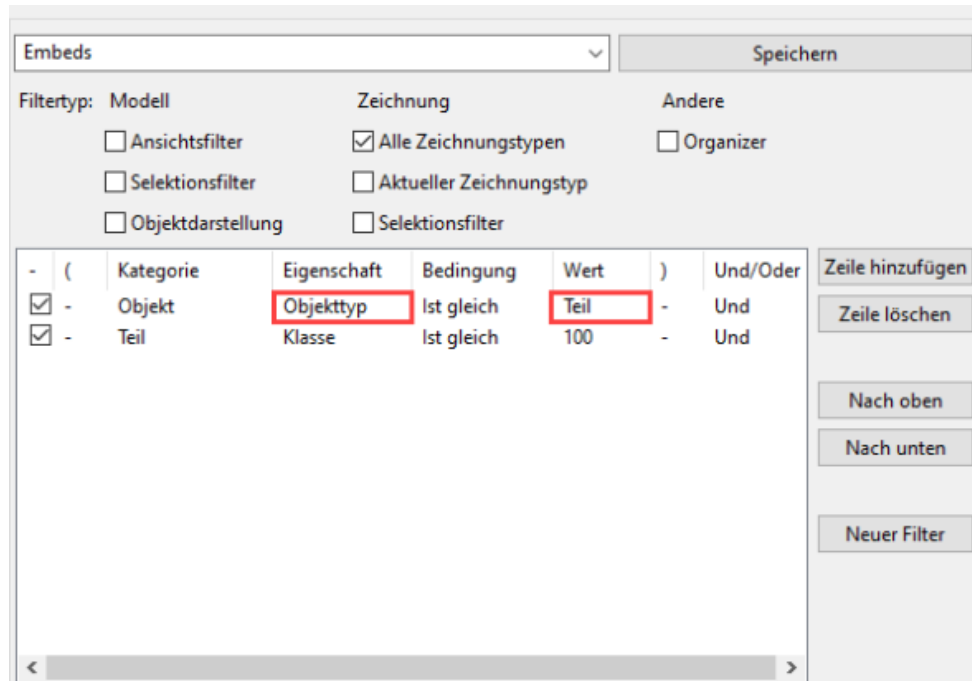 Embeds Speichern
Filtertyp: Modell Zeichnung Andere
Ansichtsfilter Alle Zeichnungstypen Organizer
Selektionsfilter Aktueller Zeichnungstyp
Objektdarstellung Selektionsfilter
- ( Kategorie Eigenschaft Bedingung Wert ) Und/Oder Zeile hinzufügen
- Objekt Objekttyp Ist gleich Teil - Und Zeile löschen
- Teil Klasse Ist gleich 100 - Und
Nach oben
Nach unten
Neuer Filter